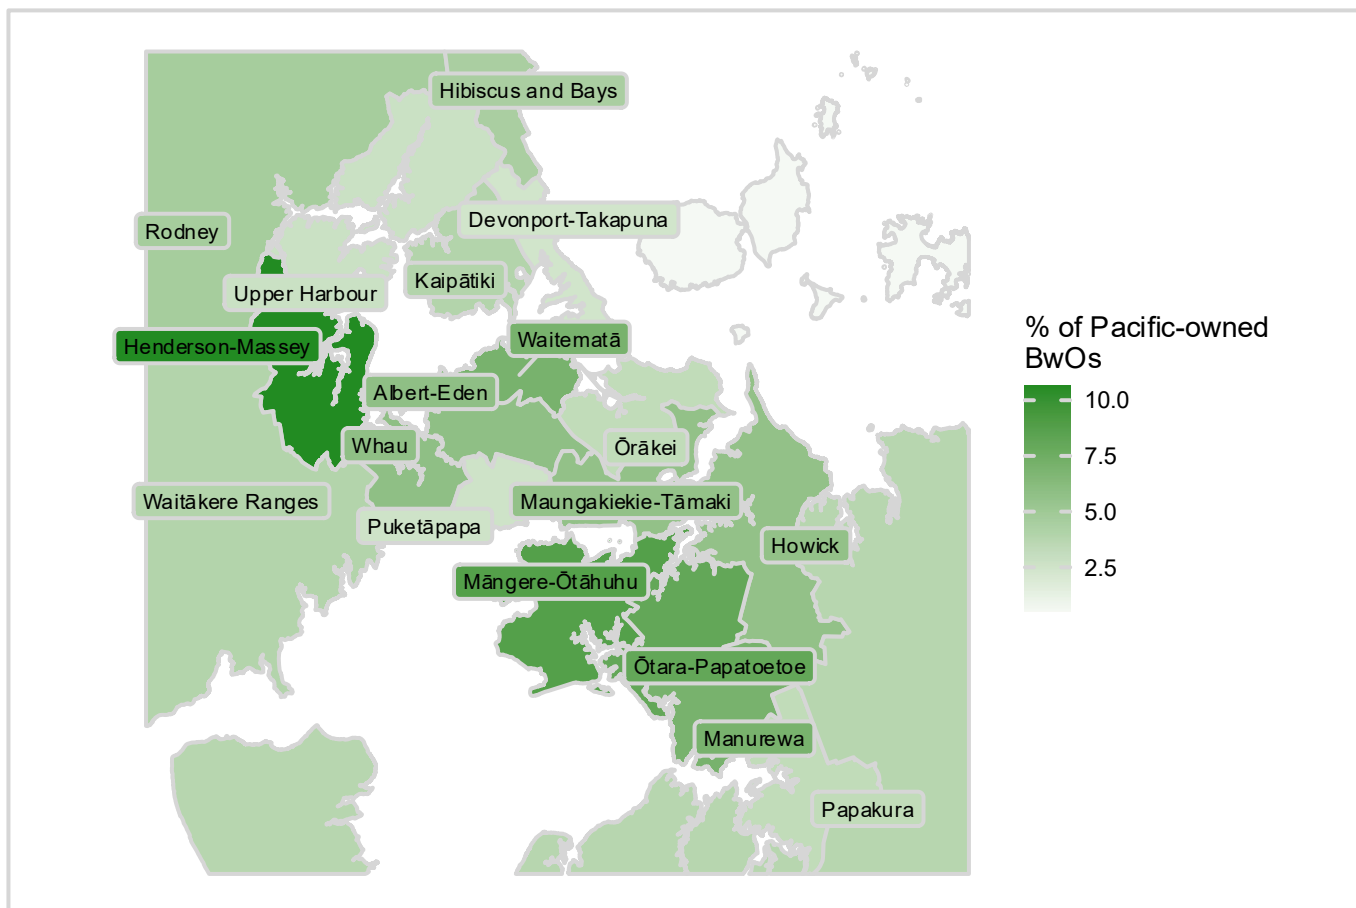 Hibiscus and Bays
Devonport-Takapuna
Rodney
Kaipātiki
Upper Harbour
Waitematā
Henderson-Massey
Albert-Eden
Whau
Ōrākei
Waitākere Ranges
Maungakiekie-Tāmaki
Puketāpapa
Howick
Māngere-Ōtāhuhu
Ōtara-Papatoetoe
Manurewa
Papakura
% of Pacific-owned
BwOs
10.0
7.5
5.0
2.5